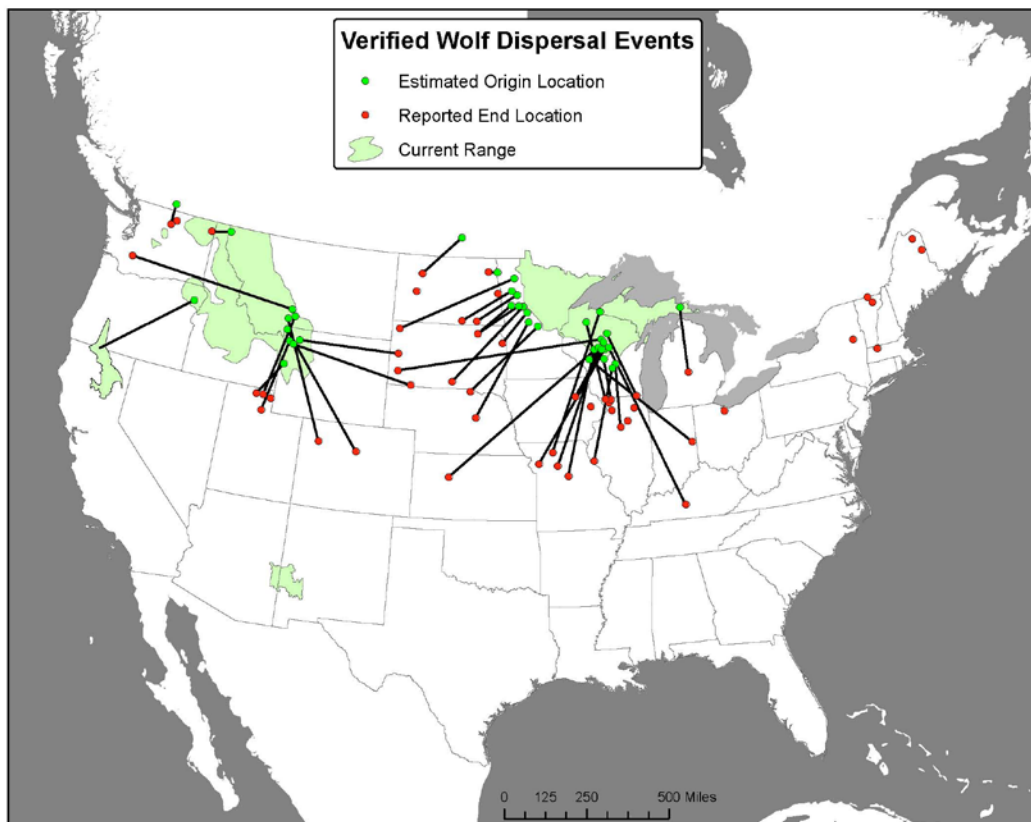 Verified Wolf Dispersal Events
Estimated Origin Location
Reported End Location
Current Range
0 125 250 500 Miles